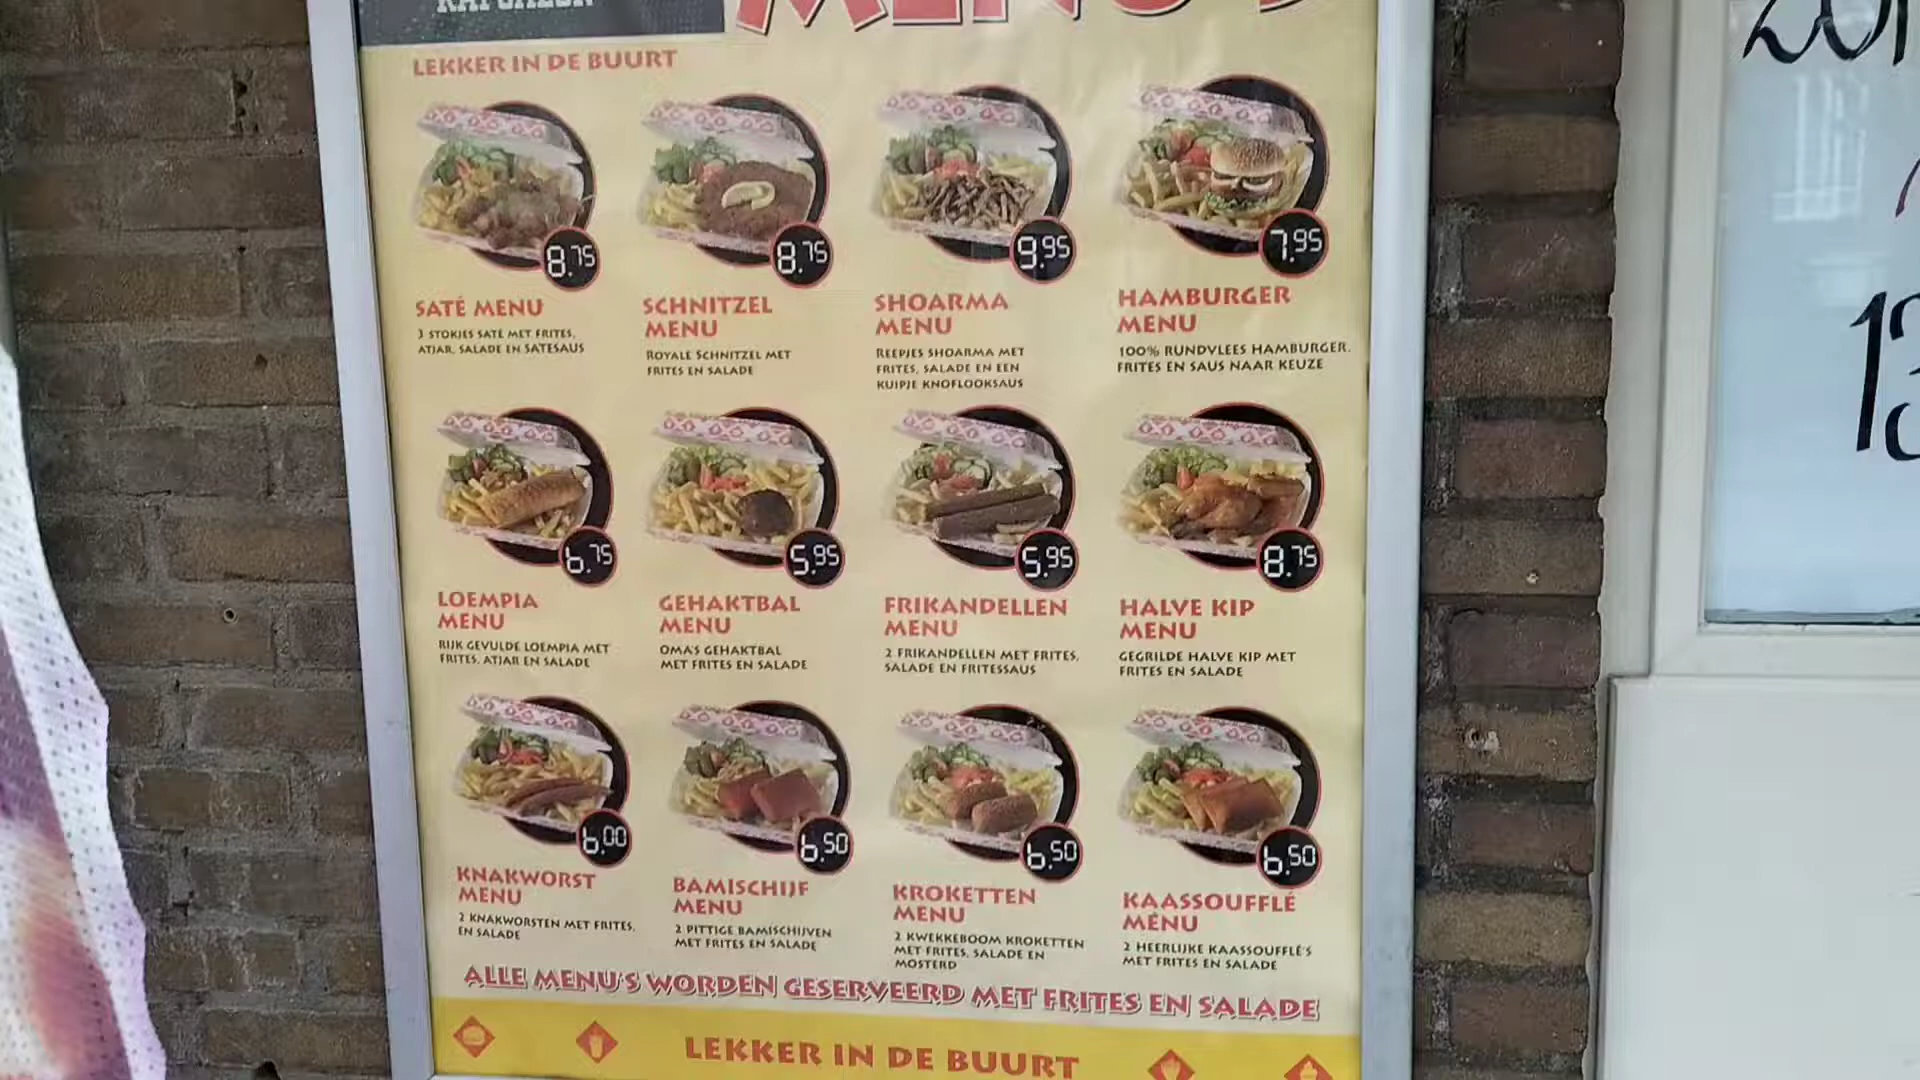 KAPSALON
MENU'S
LEKKER IN DE BUURT
8.75
8.75
9.95
7.95
SATÉ MENU
3 STOKJES SATÉ MET FRITES,
ATJAR, SALADE EN SATESAUS
SCHNITZEL
MENU
ROYALE SCHNITZEL MET
FRITES EN SALADE
SHOARMA
MENU
REEPJES SHOARMA MET
FRITES, SALADE EN EEN
KUIPJE KNOFLOOKSAUS
HAMBURGER
MENU
100% RUNDVLEES HAMBURGER.
FRITES EN SAUS NAAR KEUZE
6.75
5.95
5.95
8.75
LOEMPIA
MENU
RIJK GEVULDE LOEMPIA MET
FRITES, ATJAR EN SALADE
GEHAKTBAL
MENU
OMA'S GEHAKTBAL
MET FRITES EN SALADE
FRIKANDELLEN
MENU
2 FRIKANDELLEN MET FRITES,
SALADE EN FRITESSAUS
HALVE KIP
MENU
GEGRILDE HALVE KIP MET
FRITES EN SALADE
6.00
6.50
6.50
6.50
KNAKWORST
MENU
2 KNAKWORSTEN MET FRITES,
EN SALADE
BAMISCHIJF
MENU
2 PITTIGE BAMISCHIJVEN
MET FRITES EN SALADE
KROKETTEN
MENU
2 KWEKKEBOOM KROKETTEN
MET FRITES, SALADE EN
MOSTERD
KAASSOUFFLÉ
MENU
2 HEERLIJKE KAASSOUFFLÉ'S
MET FRITES EN SALADE
ALLE MENU'S WORDEN GESERVEERD MET FRITES EN SALADE
LEKKER IN DE BUURT